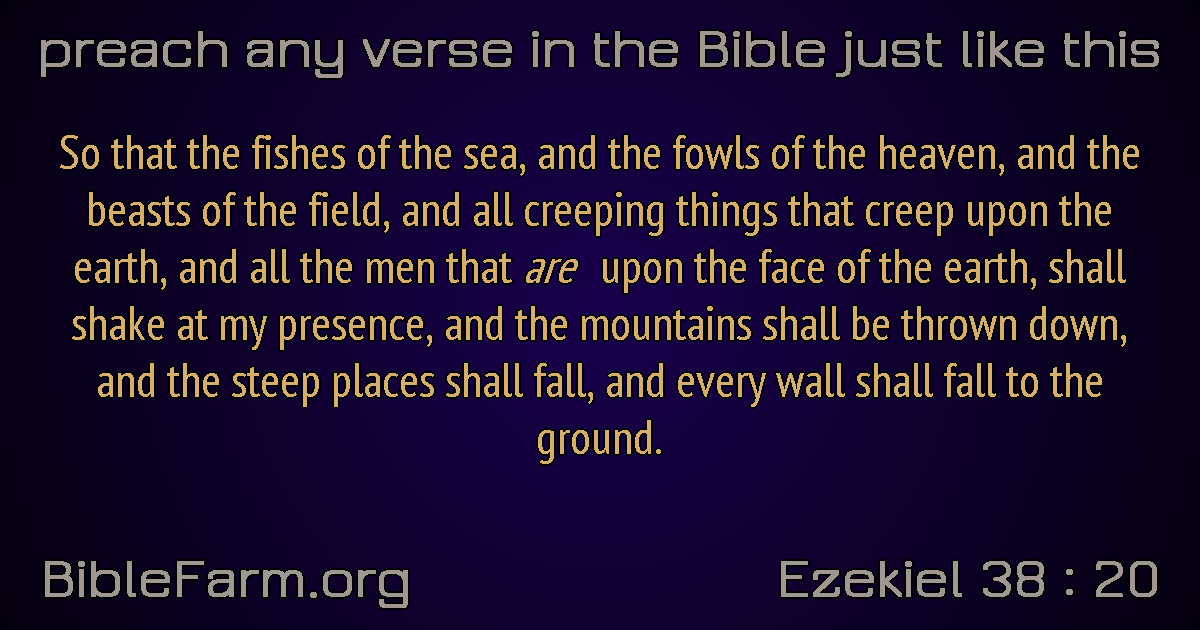 preach any verse in the Bible just like this
So that the fishes of the sea, and the fowls of the heaven, and the
beasts of the field, and all creeping things that creep upon the
earth, and all the men that are upon the face of the earth, shall
shake at my presence, and the mountains shall be thrown down,
and the steep places shall fall, and every wall shall fall to the
ground.
BibleFarm.org
Ezekiel 38 : 20